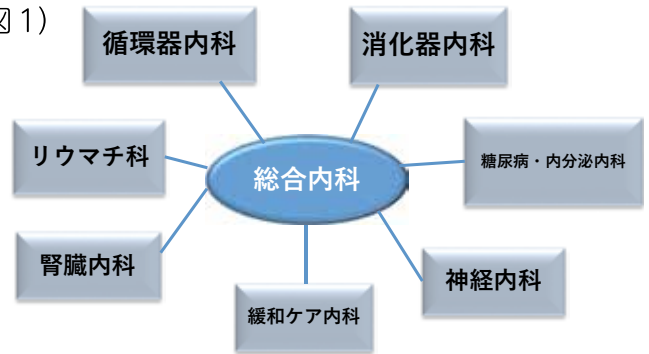 図1)
循環器内科
消化器内科
リウマチ科
総合内科
糖尿病・内分泌内科
腎臓内科
神経内科
緩和ケア内科